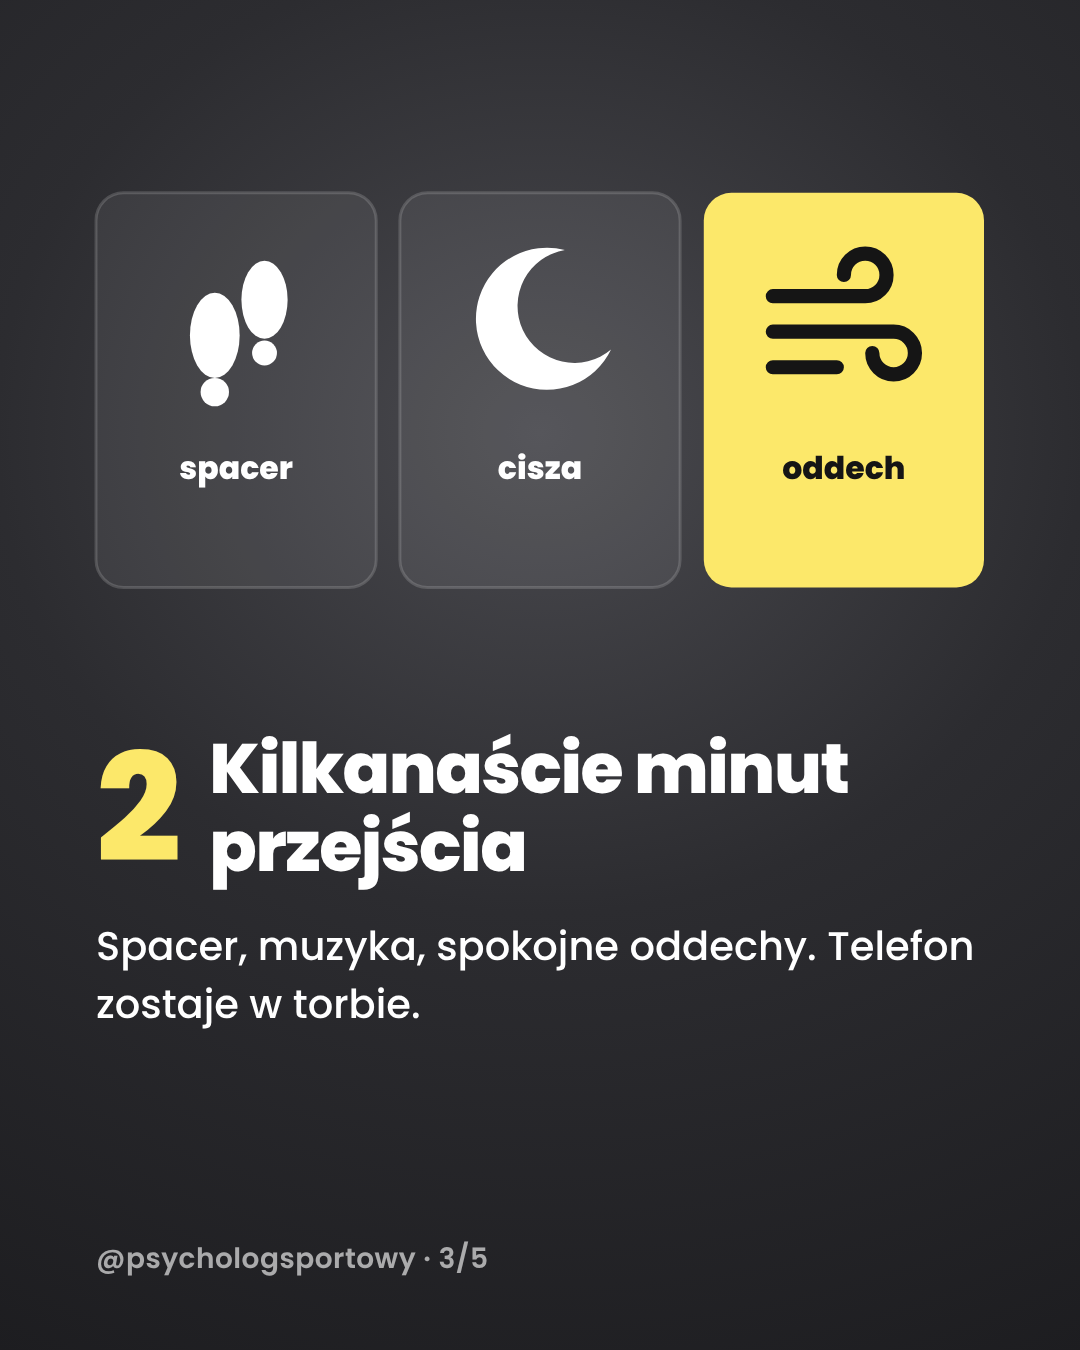 spacer
cisza
oddech
2
Kilkanaście minut
przejścia
Spacer, muzyka, spokojne oddechy. Telefon
zostaje w torbie.
@psychologsportowy · 3/5